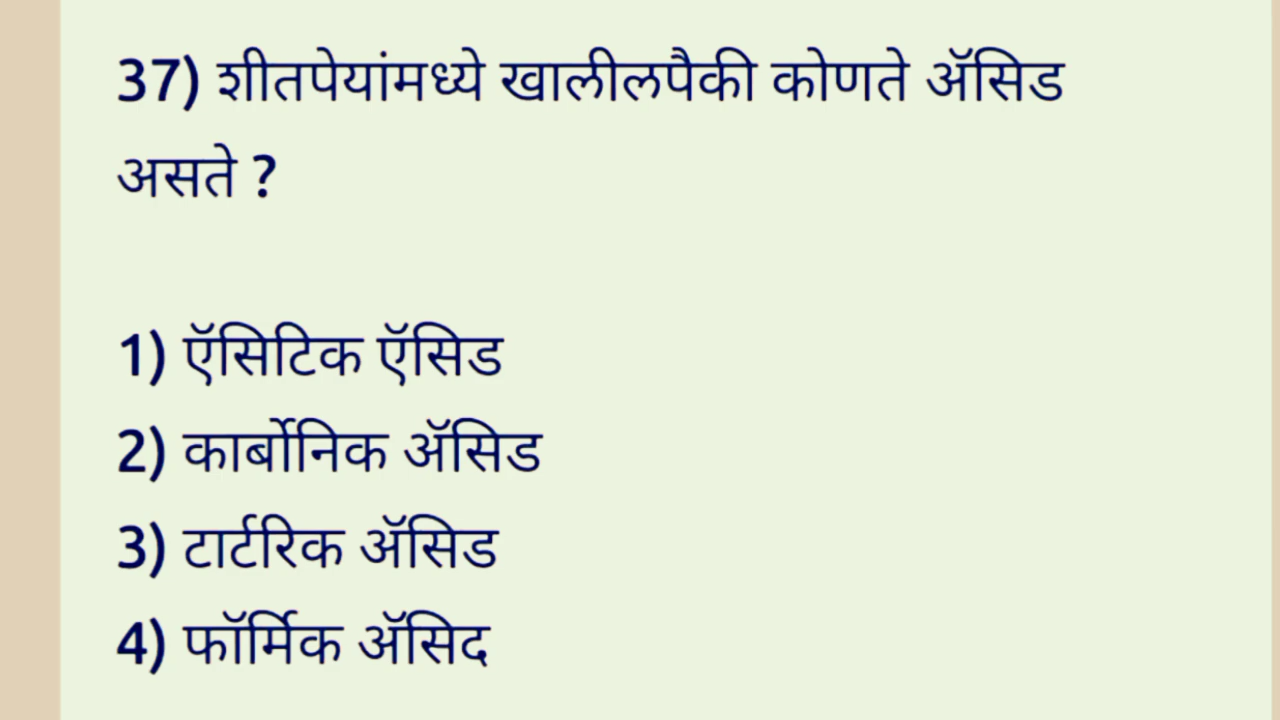 37) शीतपेयांमध्ये खालीलपैकी कोणते ॲसिड
असते ?
1) ऍसिटिक ऍसिड
2) कार्बोनिक ॲसिड
3) टार्टरिक ॲसिड
4) फॉर्मिक ॲसिद